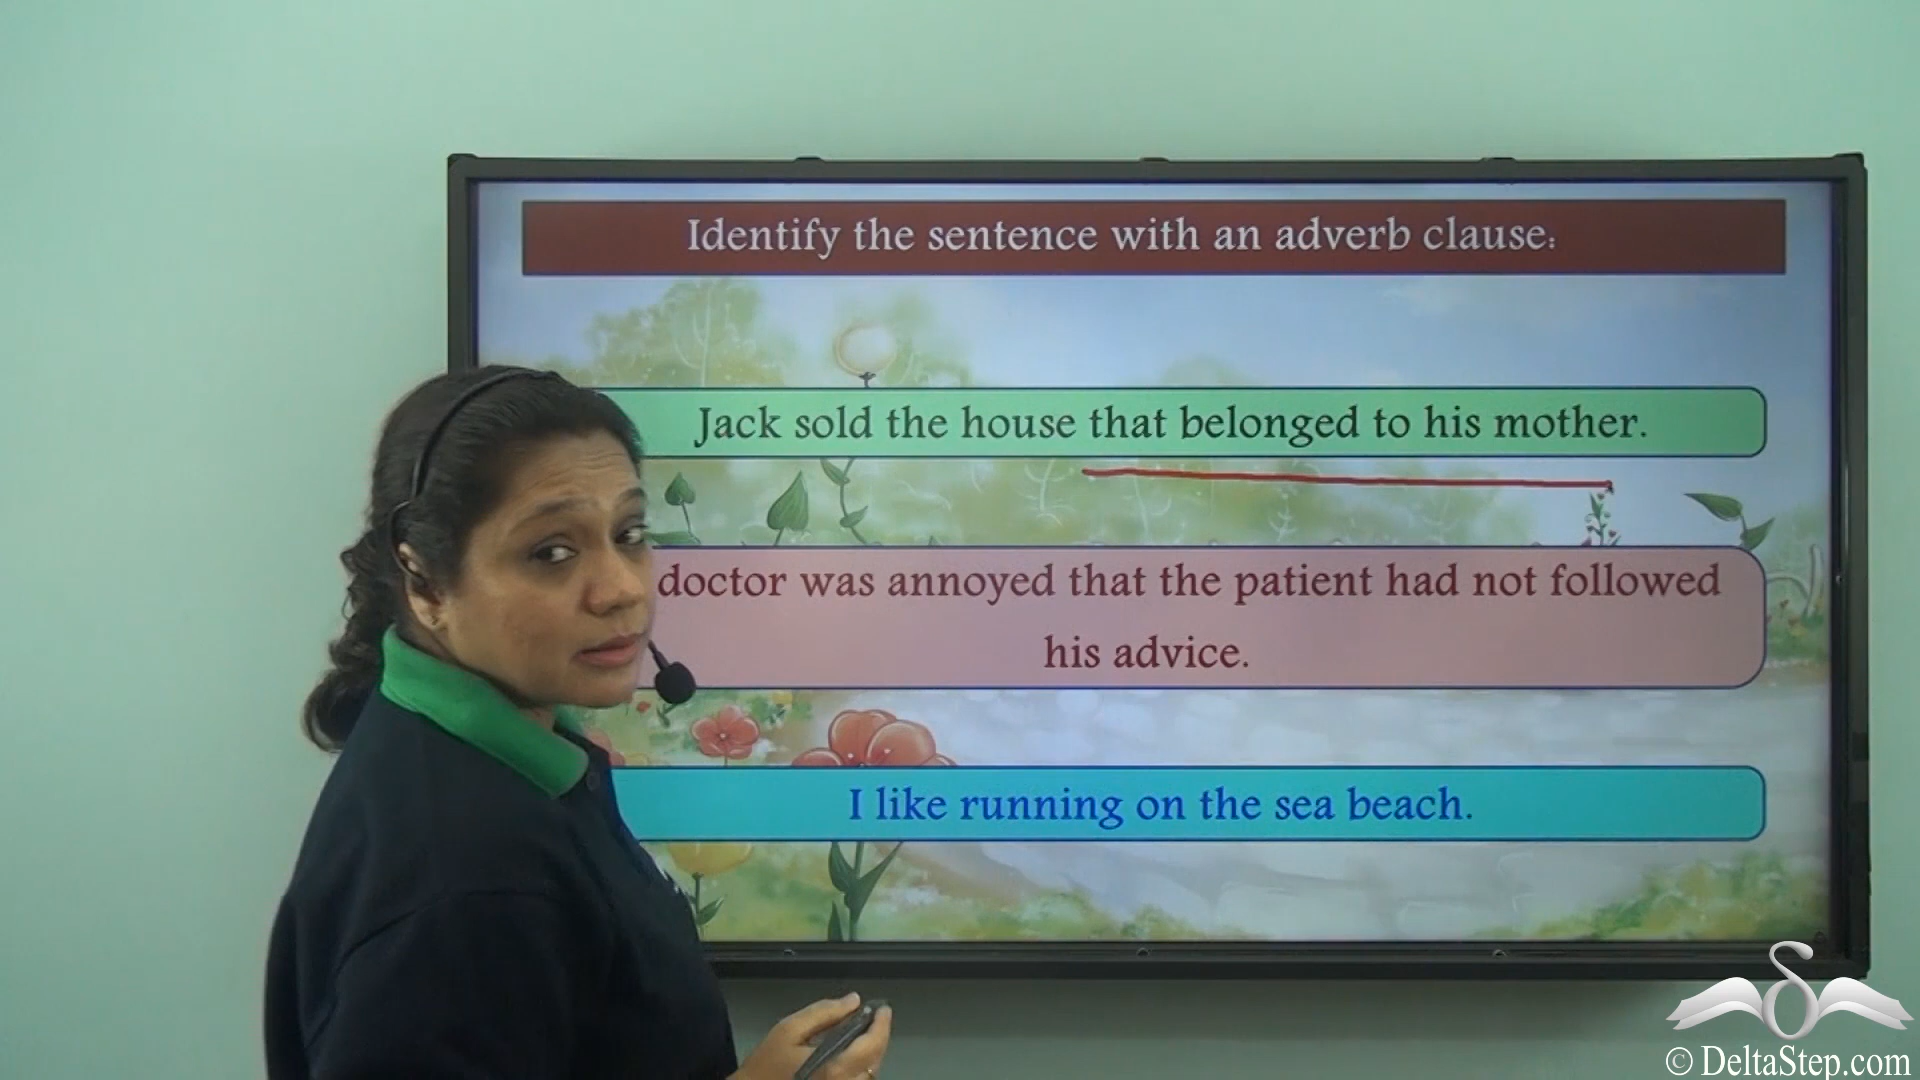 Identify the sentence with an adverb clause:
Jack sold the house that belonged to his mother.
doctor was annoyed that the patient had not followed
his advice.
I like running on the sea beach.
© DeltaStep.com